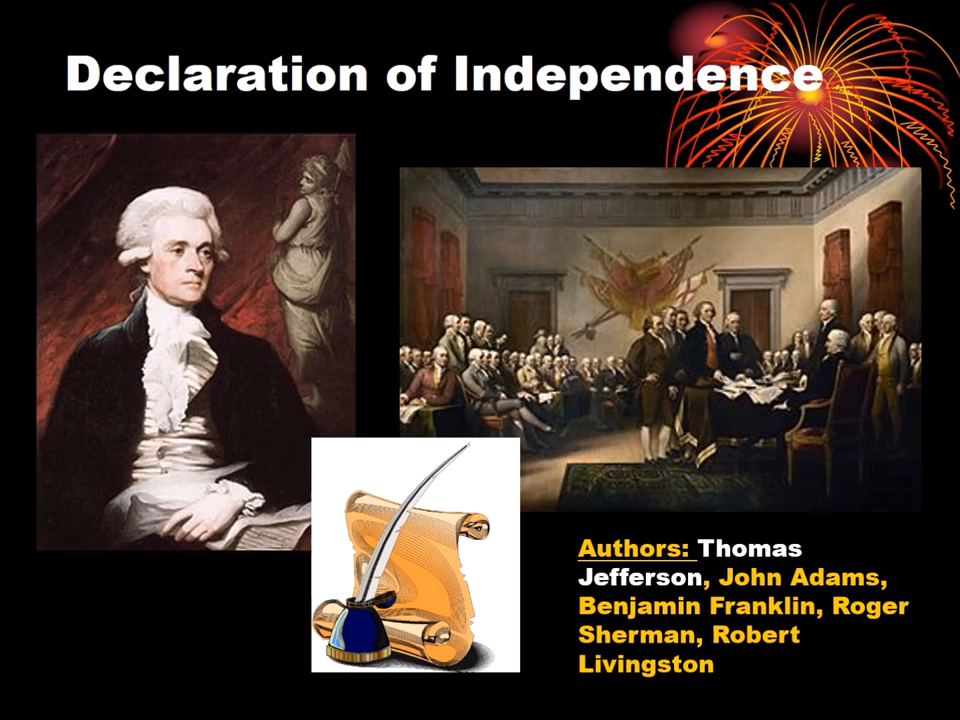 Declaration of Independence
Authors: Thomas
Jefferson, John Adams,
Benjamin Franklin, Roger
Sherman, Robert
Livingston